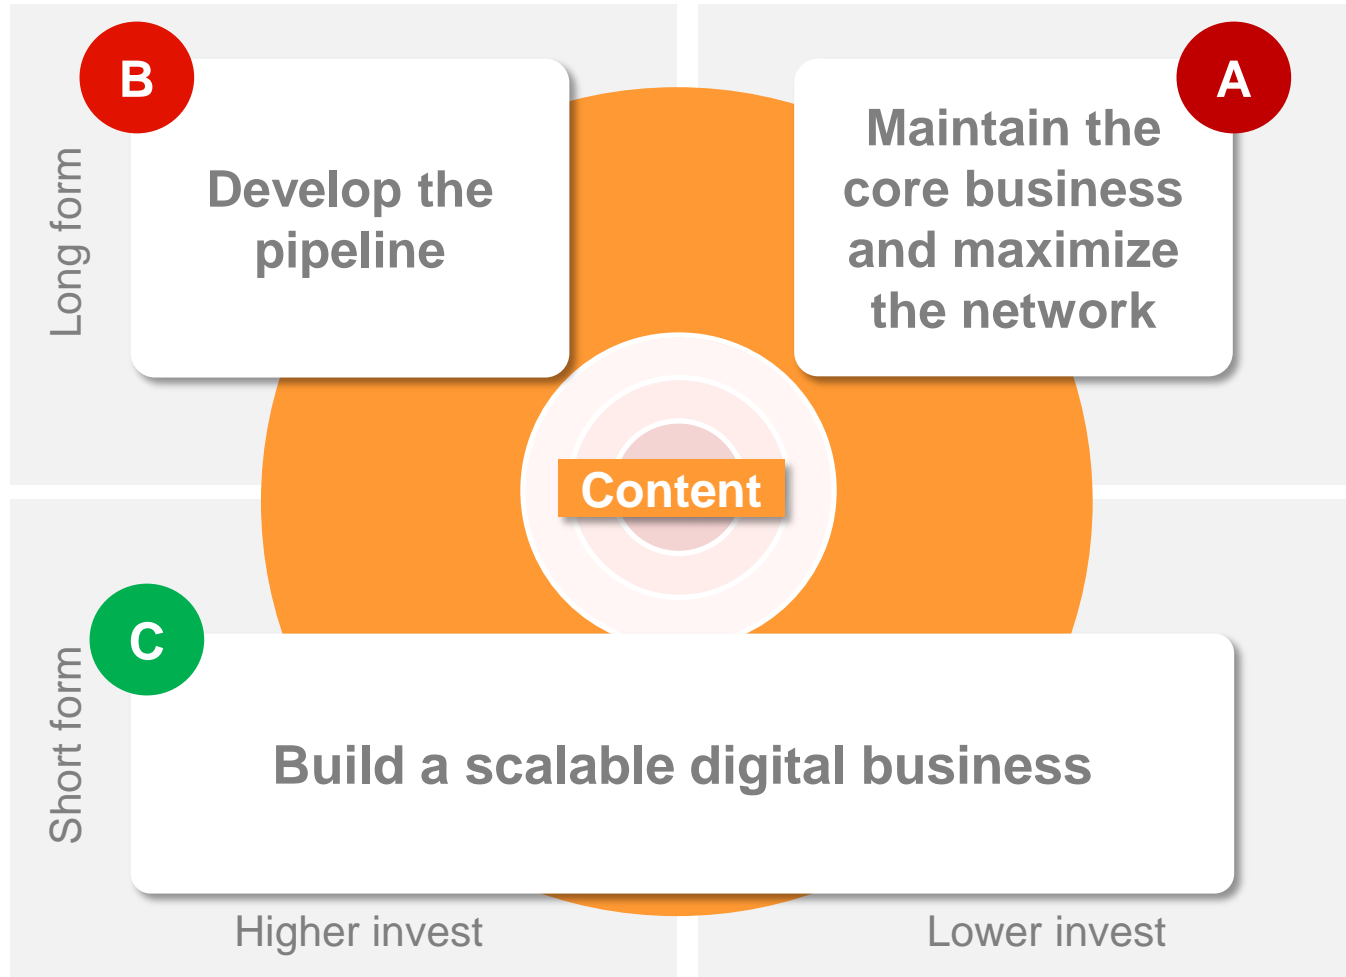 B
Develop the
pipeline
A
Maintain the
core business
and maximize
the network
Long form
Content
C
Build a scalable digital business
Short form
Higher invest
Lower invest